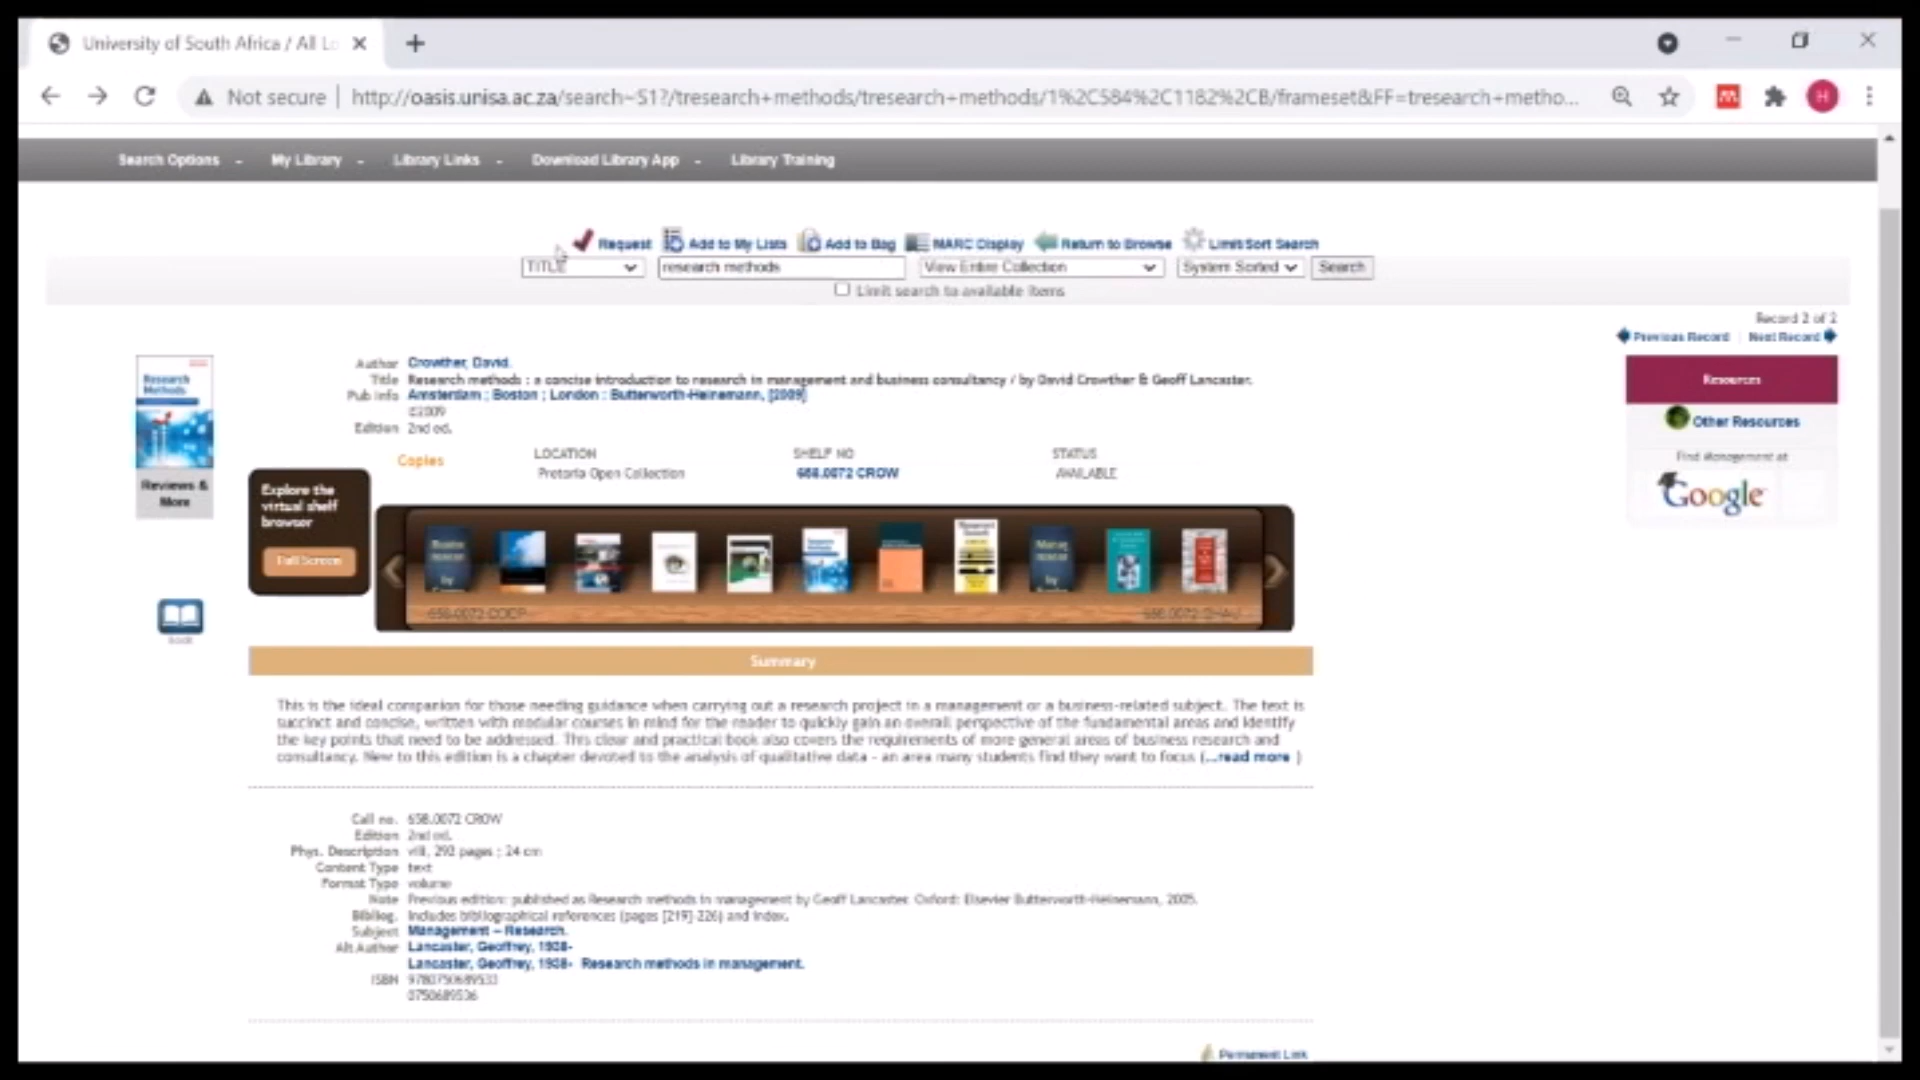 University of South Africa / All Lo
Not secure
http://oasis.unisa.ac.za/search~S1?/tresearch+methods/tresearch+methods/1%2C584%2C1182%2CB/frameset&FF=tresearch+metho...
H
Search Options - My Library - Library Links - Download Library App - Library Training
Request Add to My Lists Add to Bag MARC Display Return to Browse Limit/Sort Search
TITLE research methods View Entire Collection System Sorted Search
Limit search to available items
Record 2 of 2
Previous Record Next Record
Research Methods
Reviews & More
Author Crowther, David.
Title Research methods : a concise introduction to research in management and business consultancy / by David Crowther & Geoff Lancaster.
Pub Info Amsterdam ; Boston ; London : Butterworth-Heinemann, [2009]
©2009
Edition 2nd ed.
Resources
Other Resources
Find Management at
Google
Copies
LOCATION SHELF NO STATUS
Pretoria Open Collection 658.0072 CROW AVAILABLE
Explore the
virtual shelf
browser
Full Screen
Book
Summary
This is the ideal companion for those needing guidance when carrying out a research project in a management or a business-related subject. The text is
succinct and concise, written with modular courses in mind for the reader to quickly gain an overall perspective of the fundamental areas and identify
the key points that need to be addressed. This clear and practical book also covers the requirements of more general areas of business research and
consultancy. New to this edition is a chapter devoted to the analysis of qualitative data - an area many students find they want to focus (...read more )
Call no. 658.0072 CROW
Edition 2nd ed.
Phys. Description viii, 292 pages ; 24 cm
Content Type text
Format Type volume
Note Previous edition: published as Research methods in management by Geoff Lancaster. Oxford: Elsevier Butterworth-Heinemann, 2005.
Bibliog. Includes bibliographical references (pages [219]-226) and index.
Subject Management -- Research.
Alt Author Lancaster, Geoffrey, 1938-
Lancaster, Geoffrey, 1938- Research methods in management.
ISBN 9780750689533
0750689536
Permanent Link